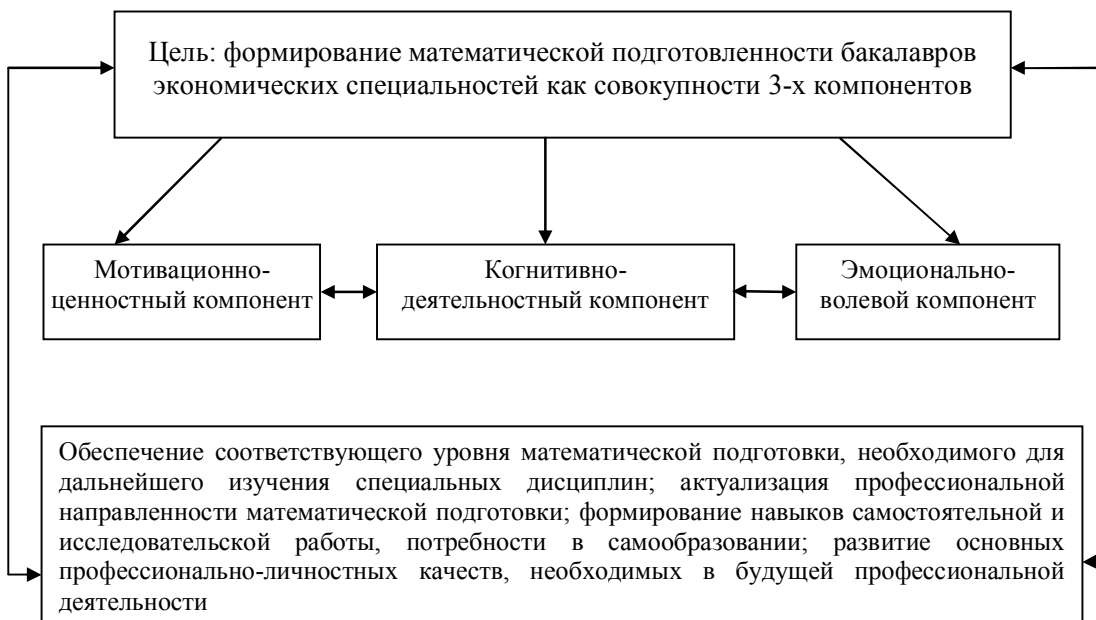 Цель: формирование математической подготовленности бакалавров
экономических специальностей как совокупности 3-х компонентов
Мотивационно-
ценностный компонент
Когнитивно-
деятельностный компонент
Эмоционально-
волевой компонент
Обеспечение соответствующего уровня математической подготовки, необходимого для
дальнейшего изучения специальных дисциплин; актуализация профессиональной
направленности математической подготовки; формирование навыков самостоятельной и
исследовательской работы, потребности в самообразовании; развитие основных
профессионально-личностных качеств, необходимых в будущей профессиональной
деятельности